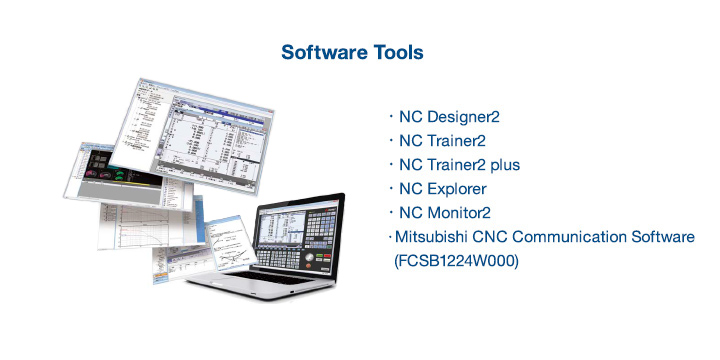 Software Tools
· NC Designer2
· NC Trainer2
· NC Trainer2 plus
· NC Explorer
· NC Monitor2
· Mitsubishi CNC Communication Software
(FCSB1224W000)